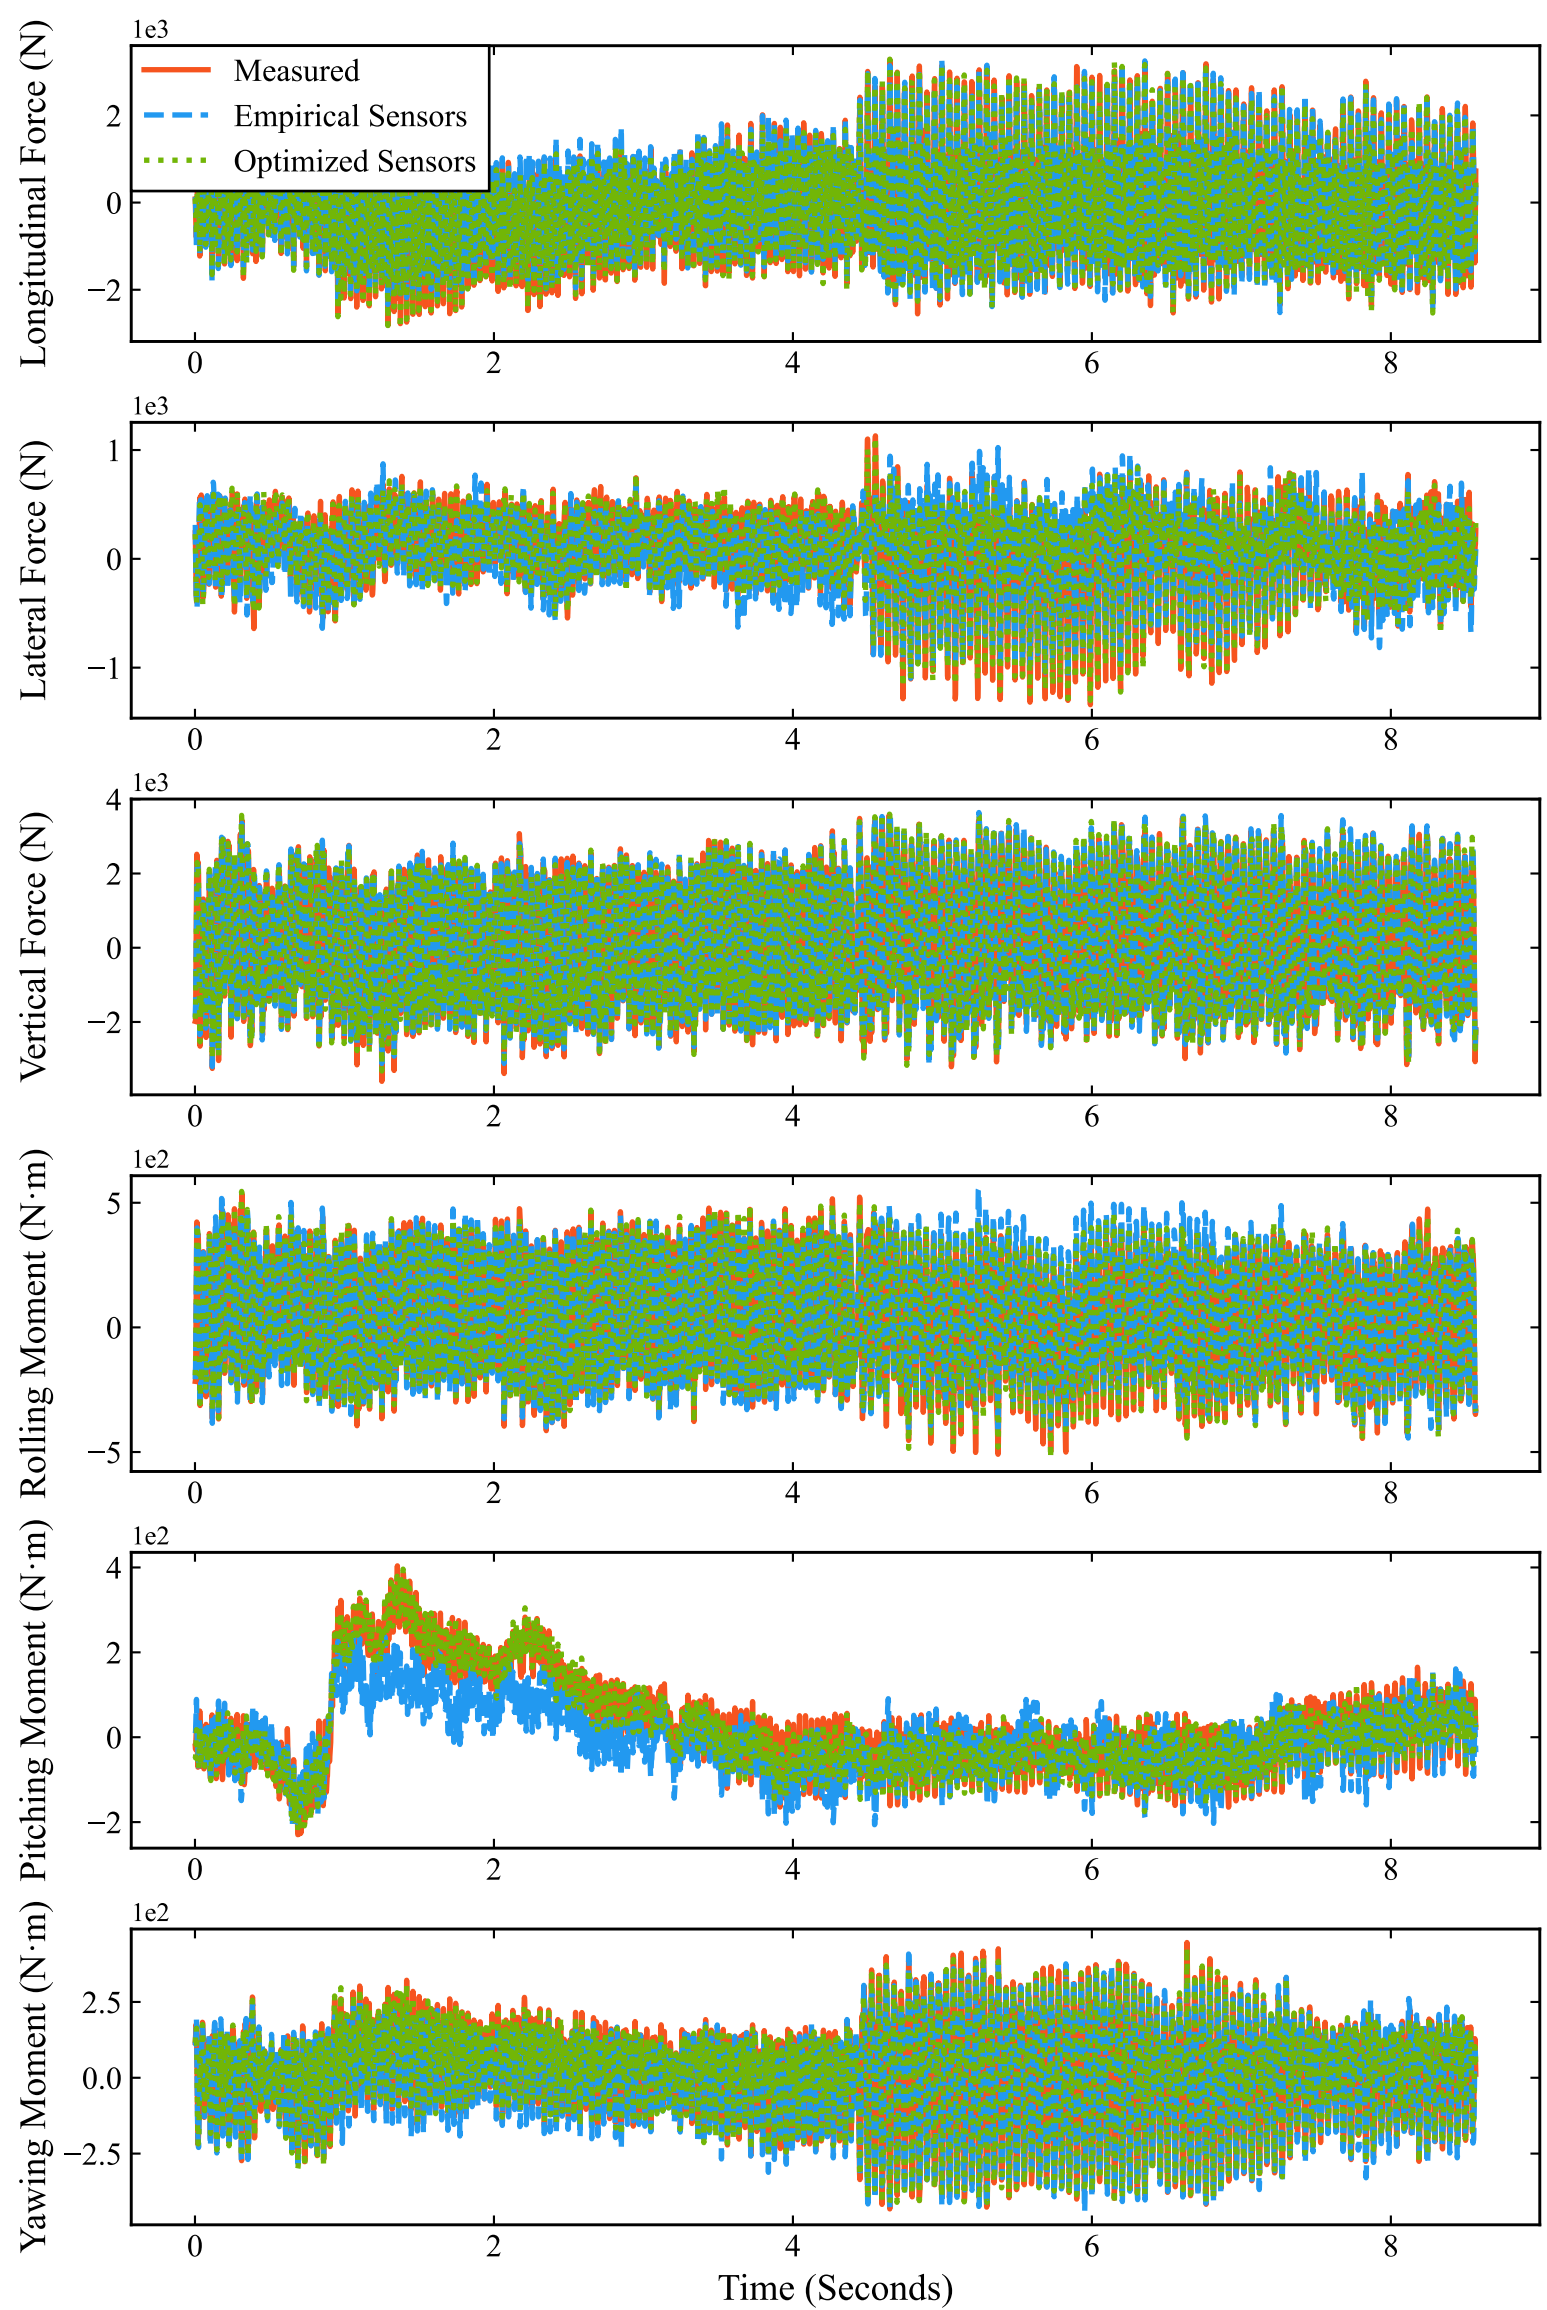 1e3
Longitudinal Force (N)
Measured
Empirical Sensors
Optimized Sensors
2
0
−2
0 2 4 6 8
1e3
Lateral Force (N)
1
0
−1
0 2 4 6 8
1e3
Vertical Force (N)
4
2
0
−2
0 2 4 6 8
1e2
Rolling Moment (N·m)
5
0
−5
0 2 4 6 8
1e2
Pitching Moment (N·m)
4
2
0
−2
0 2 4 6 8
1e2
Yawing Moment (N·m)
2.5
0.0
−2.5
0 2 4 6 8
Time (Seconds)